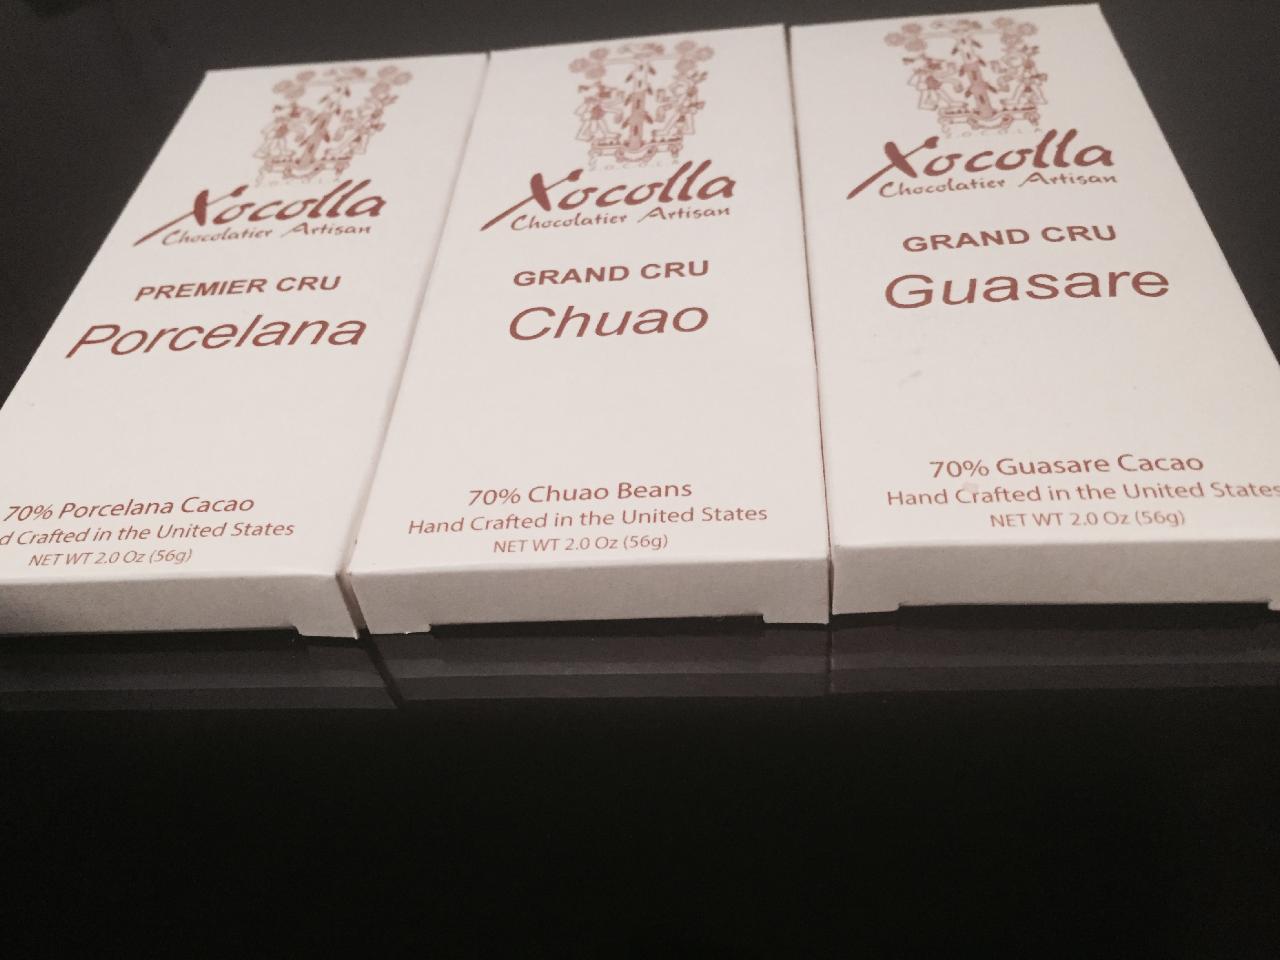 Xocolla
Chocolatier Artisan
PREMIER CRU
Porcelana
70% Porcelana Cacao
d Crafted in the United States
NET WT 2.0 Oz (56g)
Xocolla
Chocolatier Artisan
GRAND CRU
Chuao
70% Chuao Beans
Hand Crafted in the United States
NET WT 2.0 Oz (56g)
Xocolla
Chocolatier Artisan
GRAND CRU
Guasare
70% Guasare Cacao
Hand Crafted in the United States
NET WT 2.0 Oz (56g)